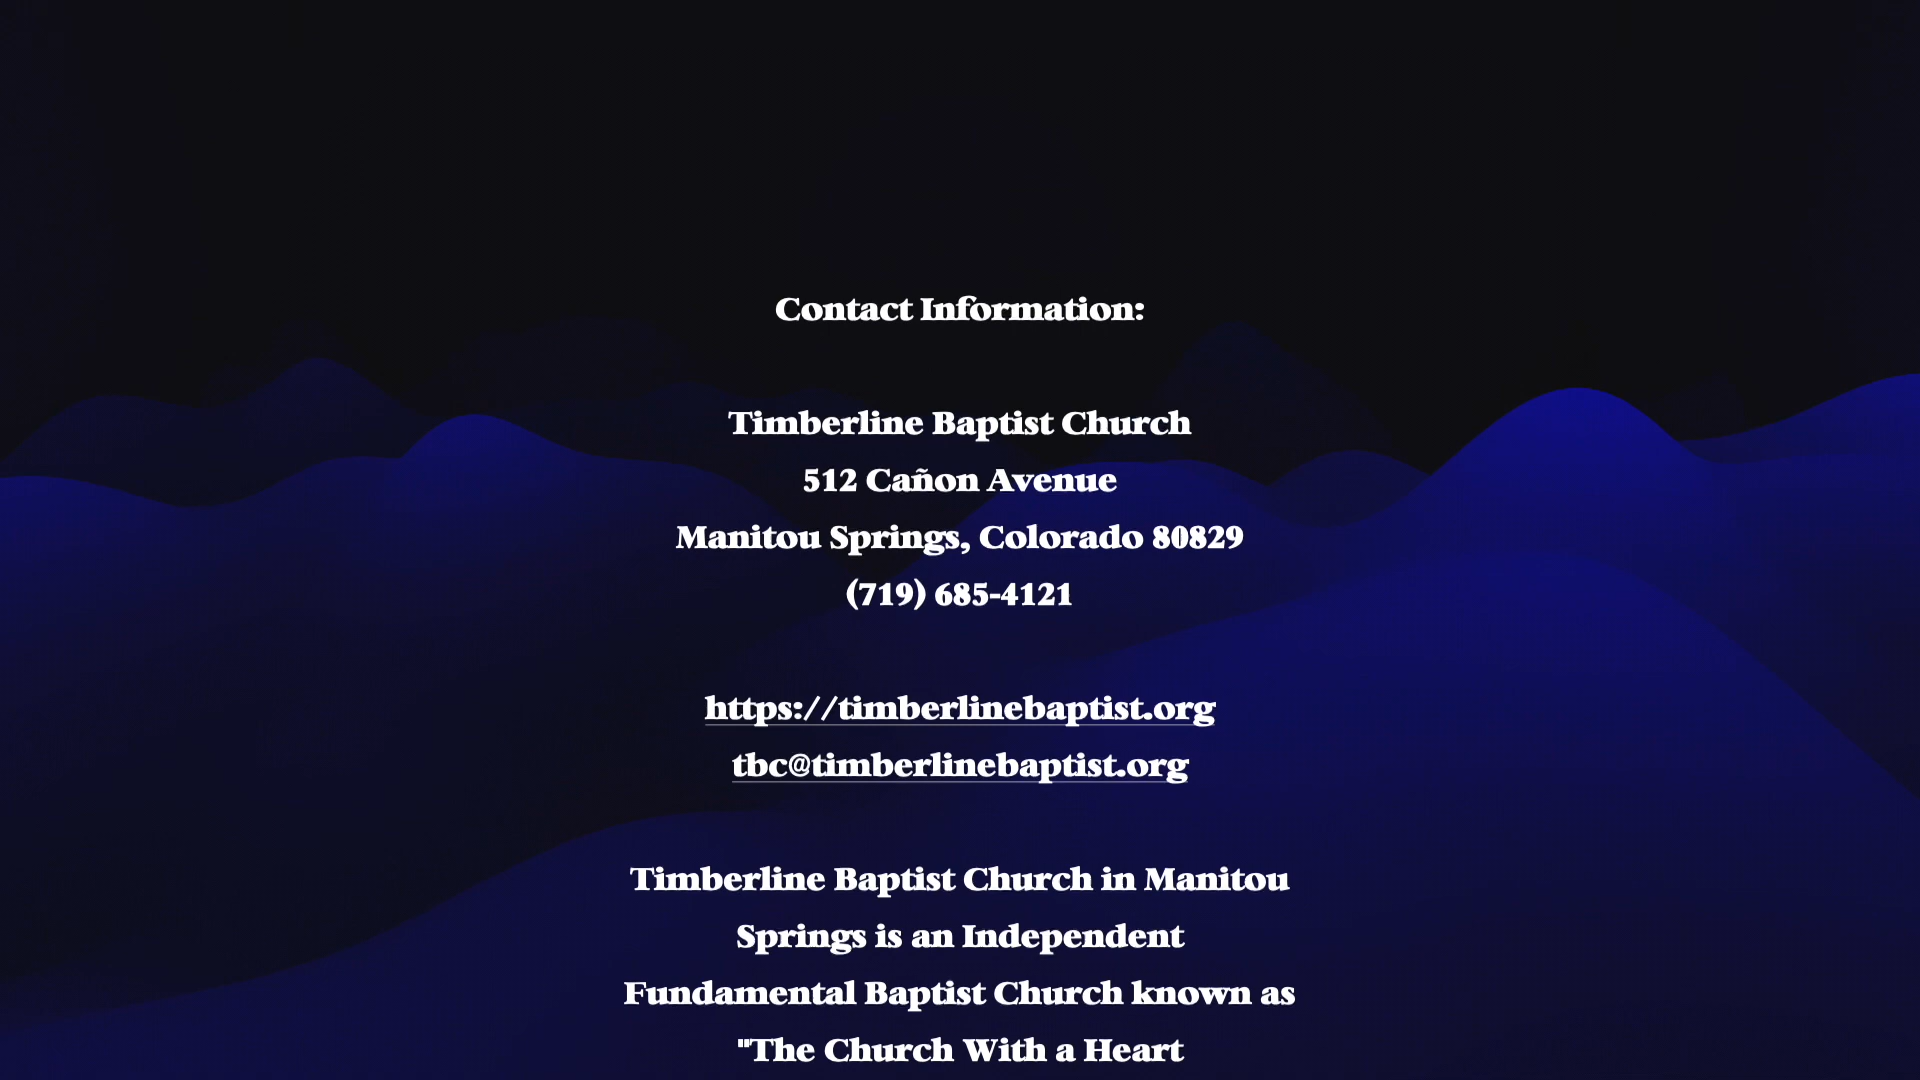 Contact Information:
Timberline Baptist Church
512 Cañon Avenue
Manitou Springs, Colorado 80829
(719) 685-4121
https://timberlinebaptist.org
tbc@timberlinebaptist.org
Timberline Baptist Church in Manitou
Springs is an Independent
Fundamental Baptist Church known as
"The Church With a Heart